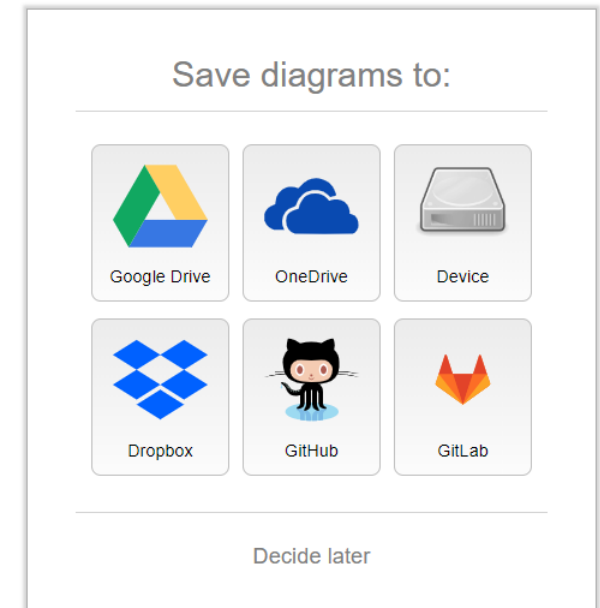 Save diagrams to:
Google Drive
OneDrive
Device
Dropbox
GitHub
GitLab
Decide later